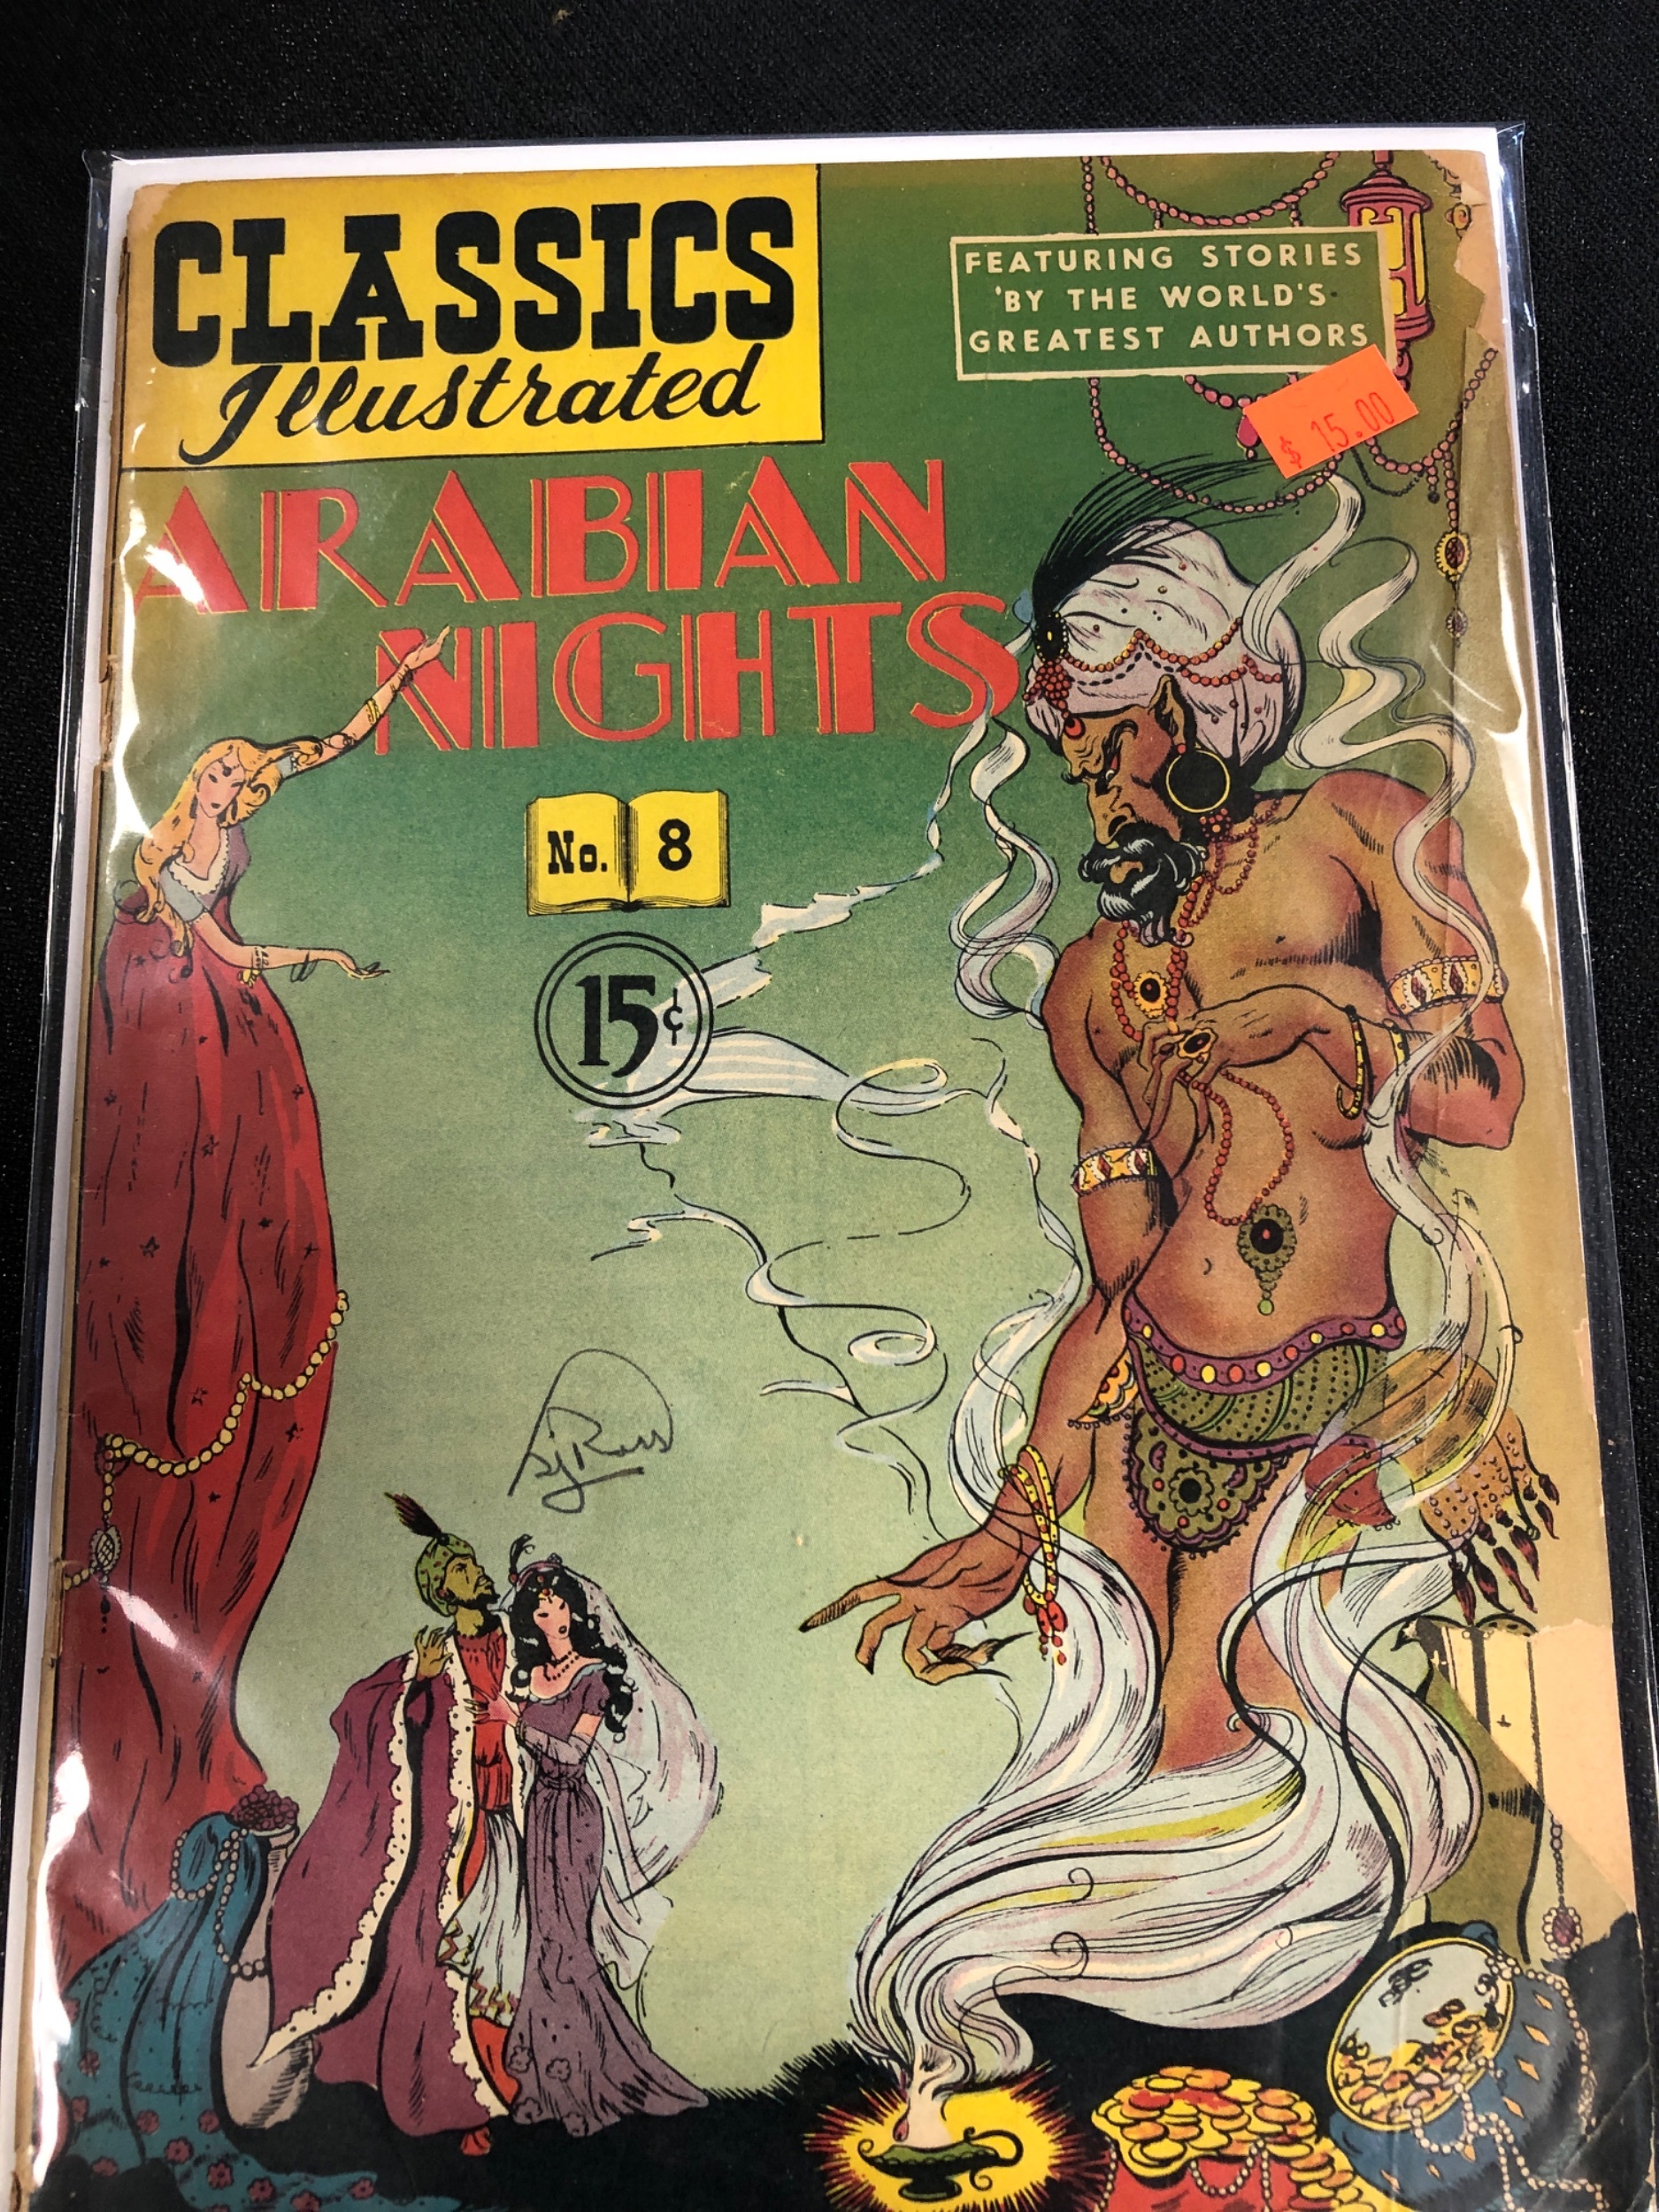 CLASSICS
Illustrated
FEATURING STORIES
'BY THE WORLD'S
GREATEST AUTHORS
$ 15.00
ARABIAN
NIGHTS
No. 8
15¢